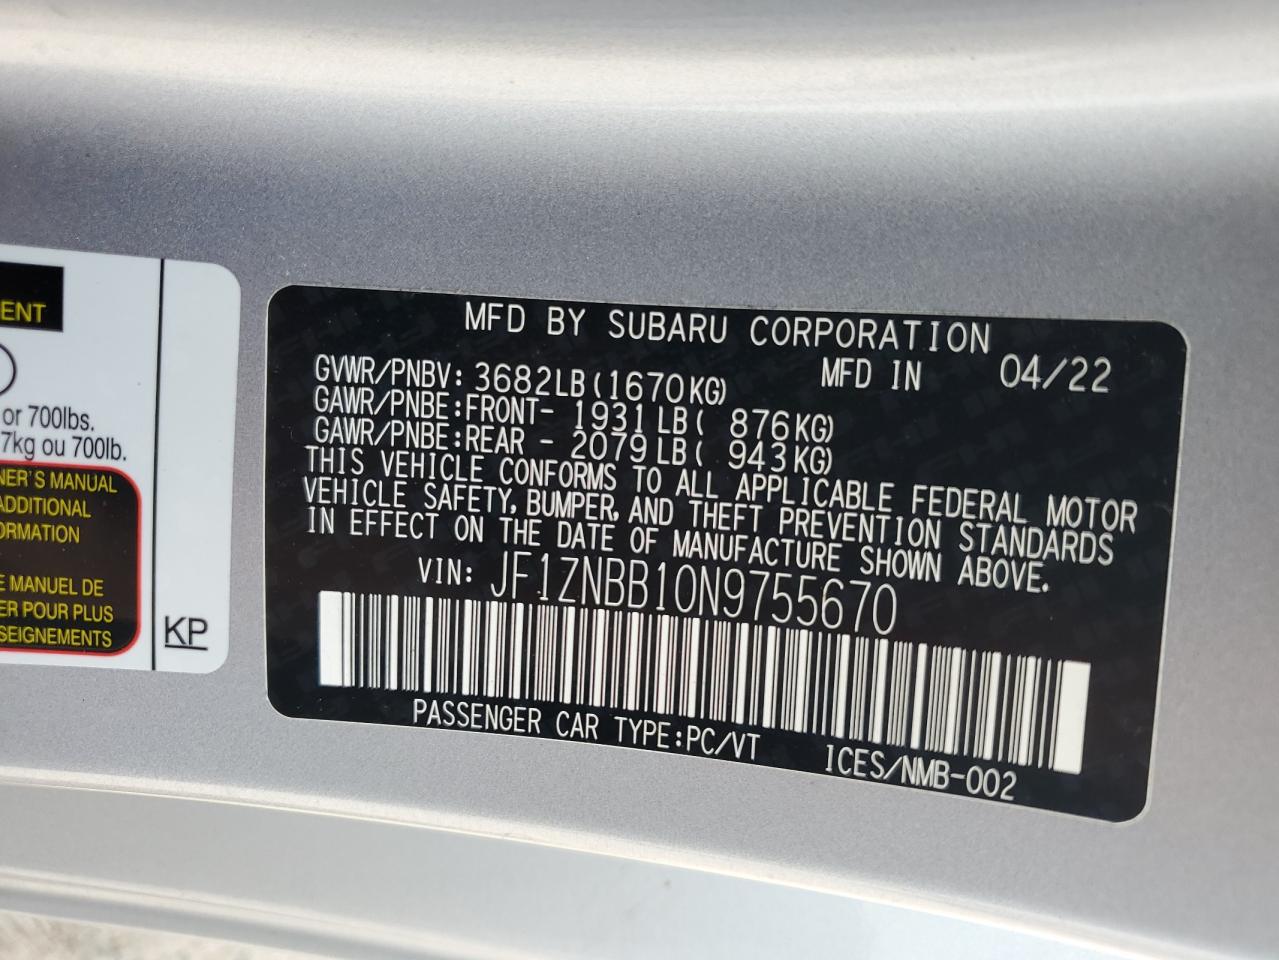 ENT
or 700lbs.
7kg ou 700lb.
NER'S MANUAL
ADDITIONAL
ORMATION
E MANUEL DE
ER POUR PLUS
SEIGNEMENTS
KP
MFD BY SUBARU CORPORATION
GVWR/PNBV: 3682LB(1670KG) MFD IN 04/22
GAWR/PNBE:FRONT- 1931LB( 876KG)
GAWR/PNBE:REAR - 2079LB( 943KG)
THIS VEHICLE CONFORMS TO ALL APPLICABLE FEDERAL MOTOR
VEHICLE SAFETY, BUMPER, AND THEFT PREVENTION STANDARDS
IN EFFECT ON THE DATE OF MANUFACTURE SHOWN ABOVE.
VIN: JF1ZNBB10N9755670
PASSENGER CAR TYPE:PC/VT ICES/NMB-002